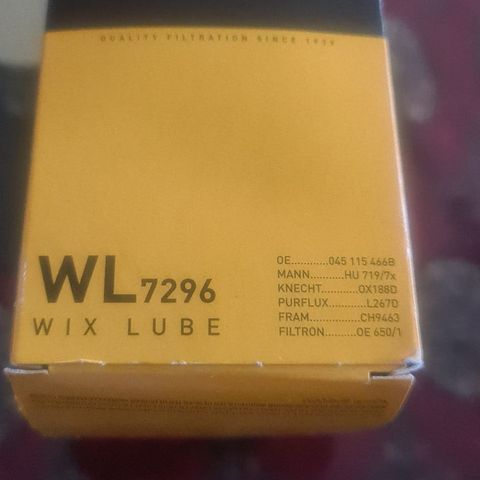 QUALITY FILTRATION SINCE 1939
WL7296
WIX LUBE
OE...........045 115 466B
MANN..........HU 719/7x
KNECHT............OX188D
PURFLUX............L267D
FRAM...............CH9463
FILTRON..........OE 650/1